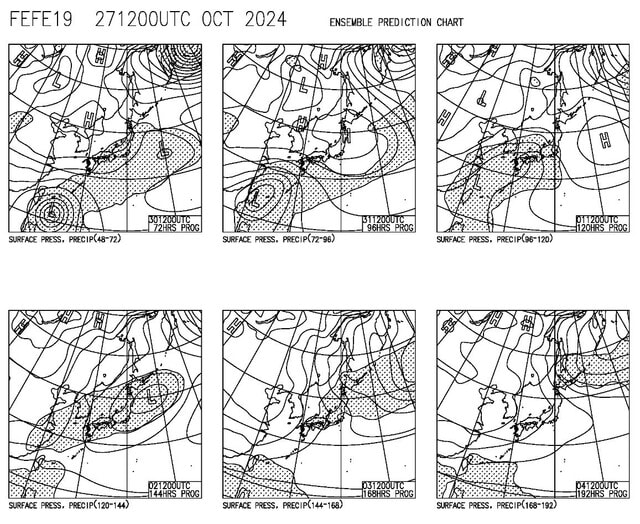 FEFE19 271200UTC OCT 2024 ENSEMBLE PREDICTION CHART
H H L H L
301200UTC
72HRS PROG
SURFACE PRESS, PRECIP(48-72)
L L H H L
311200UTC
96HRS PROG
SURFACE PRESS, PRECIP(72-96)
L H H L
011200UTC
120HRS PROG
SURFACE PRESS, PRECIP(96-120)
H H H L
021200UTC
144HRS PROG
SURFACE PRESS, PRECIP(120-144)
H
031200UTC
168HRS PROG
SURFACE PRESS, PRECIP(144-168)
H H
041200UTC
192HRS PROG
SURFACE PRESS, PRECIP(168-192)